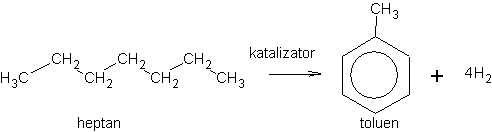 CH₃
CH₂ CH₂ CH₂ katalizator
H₃C CH₂ CH₂ CH₃ + 4H₂
heptan toluen